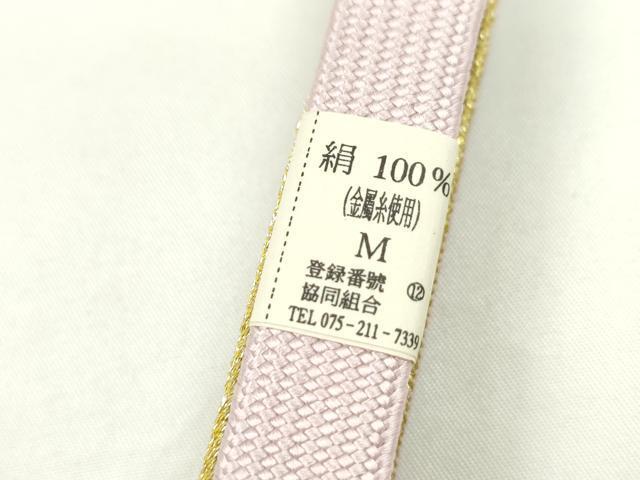 絹 100%
(金屬糸使用)
M
登録番號 ⑫
協同組合
TEL 075-211-7339